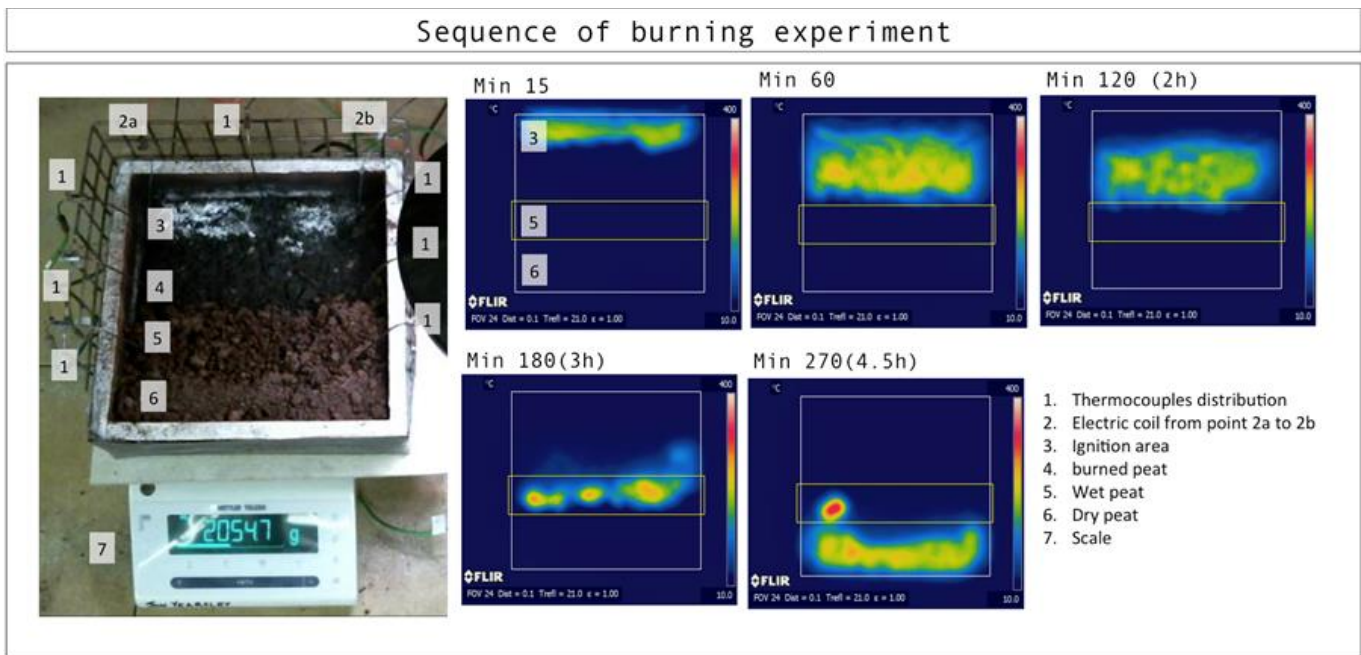 Sequence of burning experiment
Min 15
Min 60
Min 120 (2h)
2a
1
2b
1
1
3
1
4
1
5
1
1
6
7
METTLER TOLEDO
2054.7 g
JON YEARSLEY
°C
400
3
5
6
FLIR
FOV 24 Dist = 0.1 Trefl = 21.0 ε = 1.00
10.0
°C
400
FLIR
FOV 24 Dist = 0.1 Trefl = 21.0 ε = 1.00
10.0
°C
400
FLIR
FOV 24 Dist = 0.1 Trefl = 21.0 ε = 1.00
10.0
Min 180(3h)
Min 270(4.5h)
°C
400
FLIR
FOV 24 Dist = 0.1 Trefl = 21.0 ε = 1.00
10.0
°C
400
FLIR
FOV 24 Dist = 0.1 Trefl = 21.0 ε = 1.00
10.0
1. Thermocouples distribution
2. Electric coil from point 2a to 2b
3. Ignition area
4. burned peat
5. Wet peat
6. Dry peat
7. Scale